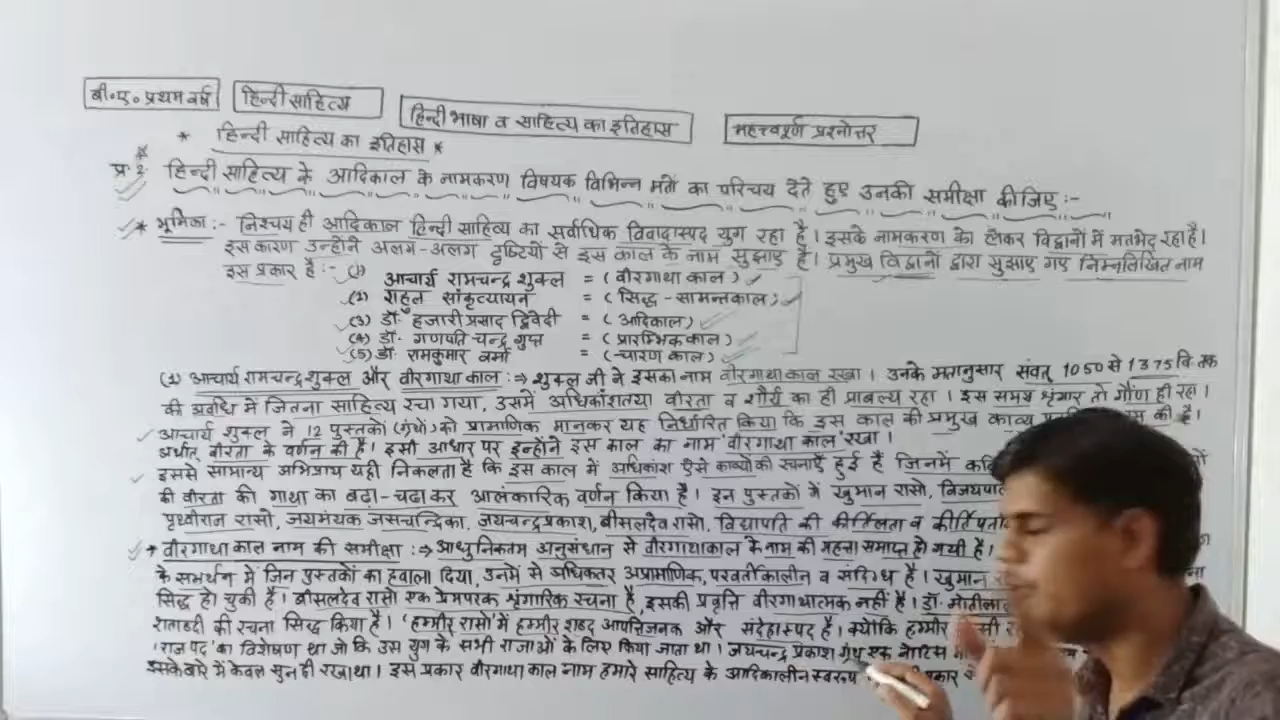 बी॰ए॰ प्रथम वर्ष
हिन्दी साहित्य
हिन्दी भाषा व साहित्य का इतिहास
महत्त्वपूर्ण प्रश्नोत्तर
* हिन्दी साहित्य का इतिहास *
प्र॰ 2 हिन्दी साहित्य के आदिकाल के नामकरण विषयक विभिन्न मतों का परिचय देते हुए उनकी समीक्षा कीजिए :-
* भूमिका :- निश्चय ही आदिकाल हिन्दी साहित्य का सर्वाधिक विवादास्पद युग रहा है। इसके नामकरण को लेकर विद्वानों में मतभेद रहा है।
इस कारण उन्होंने अलग-अलग दृष्टियों से इस काल के नाम सुझाए हैं। प्रमुख विद्वानों द्वारा सुझाए गए निम्नलिखित नाम
इस प्रकार है :- (1) आचार्य रामचन्द्र शुक्ल = (वीरगाथा काल)
(2) राहुल सांकृत्यायन = (सिद्ध - सामन्तकाल)
(3) डॉ॰ हजारी प्रसाद द्विवेदी = (आदिकाल)
(4) डॉ॰ गणपति चन्द्र गुप्त = (प्रारम्भिक काल)
(5) डॉ॰ रामकुमार वर्मा = (चारण काल)
आचार्य रामचन्द्र शुक्ल और वीरगाथा काल :⇒ शुक्ल जी ने इसका नाम वीरगाथा काल रखा। उनके मतानुसार संवत् 1050 से 1375 वि॰ तक
की अवधि में जितना साहित्य रचा गया, उसमें अधिकांशतया वीरता व शौर्य का ही प्राबल्य रहा। इस समय श्रृंगार तो गौण ही रहा।
आचार्य शुक्ल ने 12 पुस्तकों (ग्रंथों) को प्रामाणिक मानकर यह निर्धारित किया कि इस काल की प्रमुख काव्य की है।
अर्थात् वीरता के वर्णन की है। इसी आधार पर इन्होंने इस काल का नाम 'वीरगाथा काल' रखा।
इससे सामान्य अभिप्राय यही निकलता है कि इस काल में अधिकांश ऐसे काव्यों की रचनाएँ हुई हैं जिनमें
की वीरता की गाथा का बढ़ा-चढ़ाकर आलंकारिक वर्णन किया है। इन पुस्तकों में खुमान रासो,
पृथ्वीराज रासो, जयमंयक जसचन्द्रिका, जयचन्द्रप्रकाश, बीसलदेव रासो, विद्यापति की कीर्तिलता व
वीरगाथा काल नाम की समीक्षा :⇒ आधुनिकतम अनुसंधान से वीरगाथाकाल के नाम की महत्ता समाप्त हो गयी है।
के समर्थन में जिन पुस्तकों का हवाला दिया, उनमें से अधिकतर अप्रामाणिक, परवर्तीकालीन व संदिग्ध है। खुमान
सिद्ध हो चुकी है। बीसलदेव रासो एक प्रेमपरक श्रृंगारिक रचना है, इसकी प्रवृत्ति वीरगाथात्मक नहीं है। डॉ॰
शताब्दी की रचना सिद्ध किया है। 'हम्मीर रासो' में हम्मीर शब्द आपत्तिजनक और संदेहास्पद है। क्योंकि हम्मीर
'राज पद' का विशेषण था जो कि उस युग के सभी राजाओं के लिए किया जाता था। जयचन्द्र प्रकाश ग्रंथ एक नोटिस
उसके बारे में केवल सुन ही रखा था। इस प्रकार वीरगाथा काल नाम हमारे साहित्य के आदिकालीन स्वरूप